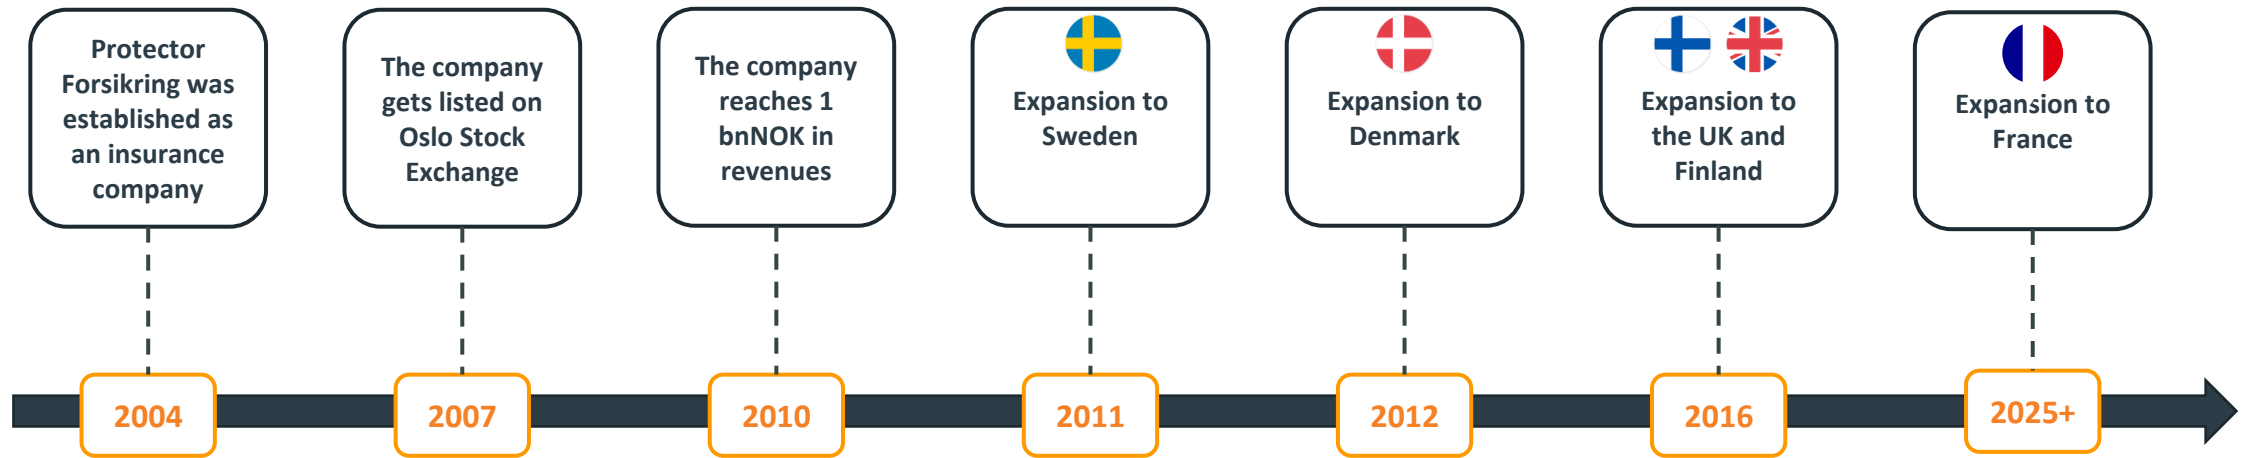 Protector
Forsikring was
established as
an insurance
company
The company
gets listed on
Oslo Stock
Exchange
The company
reaches 1
bnNOK in
revenues
Expansion to
Sweden
Expansion to
Denmark
Expansion to
the UK and
Finland
Expansion to
France
2004
2007
2010
2011
2012
2016
2025+